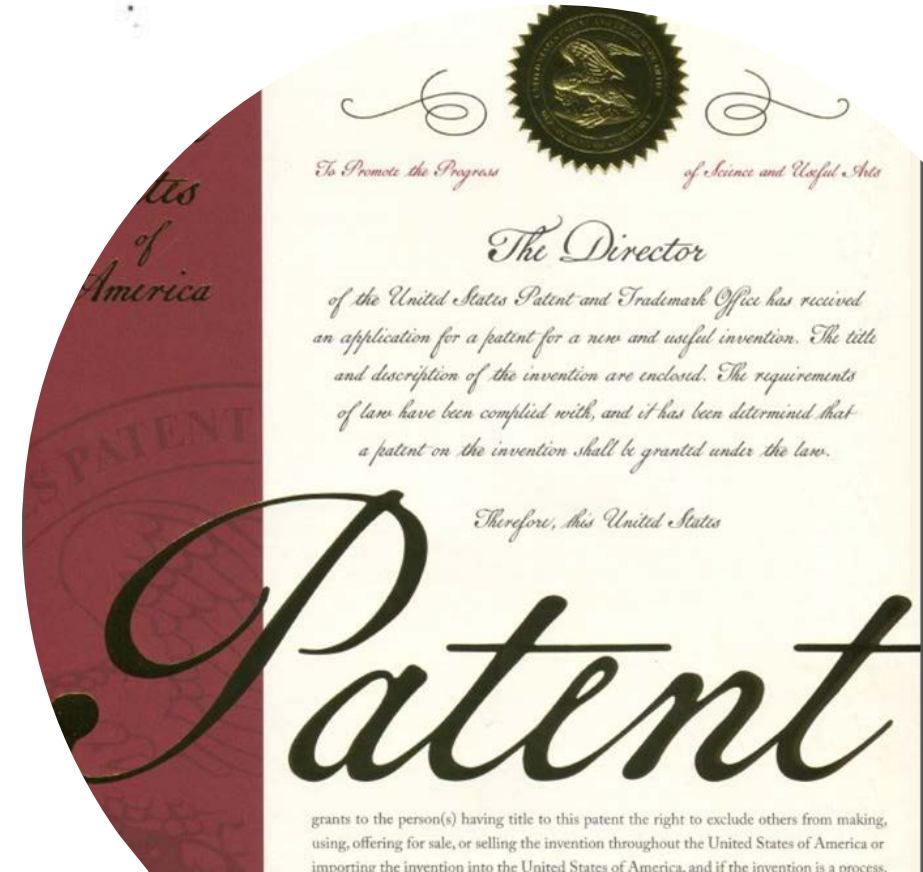 tes
of
America
To Promote the Progress of Science and Useful Arts
The Director
of the United States Patent and Trademark Office has received
an application for a patent for a new and useful invention. The title
and description of the invention are enclosed. The requirements
of law have been complied with, and it has been determined that
a patent on the invention shall be granted under the law.
Therefore, this United States
S PATENT
Patent
grants to the person(s) having title to this patent the right to exclude others from making,
using, offering for sale, or selling the invention throughout the United States of America or
importing the invention into the United States of America, and if the invention is a process,